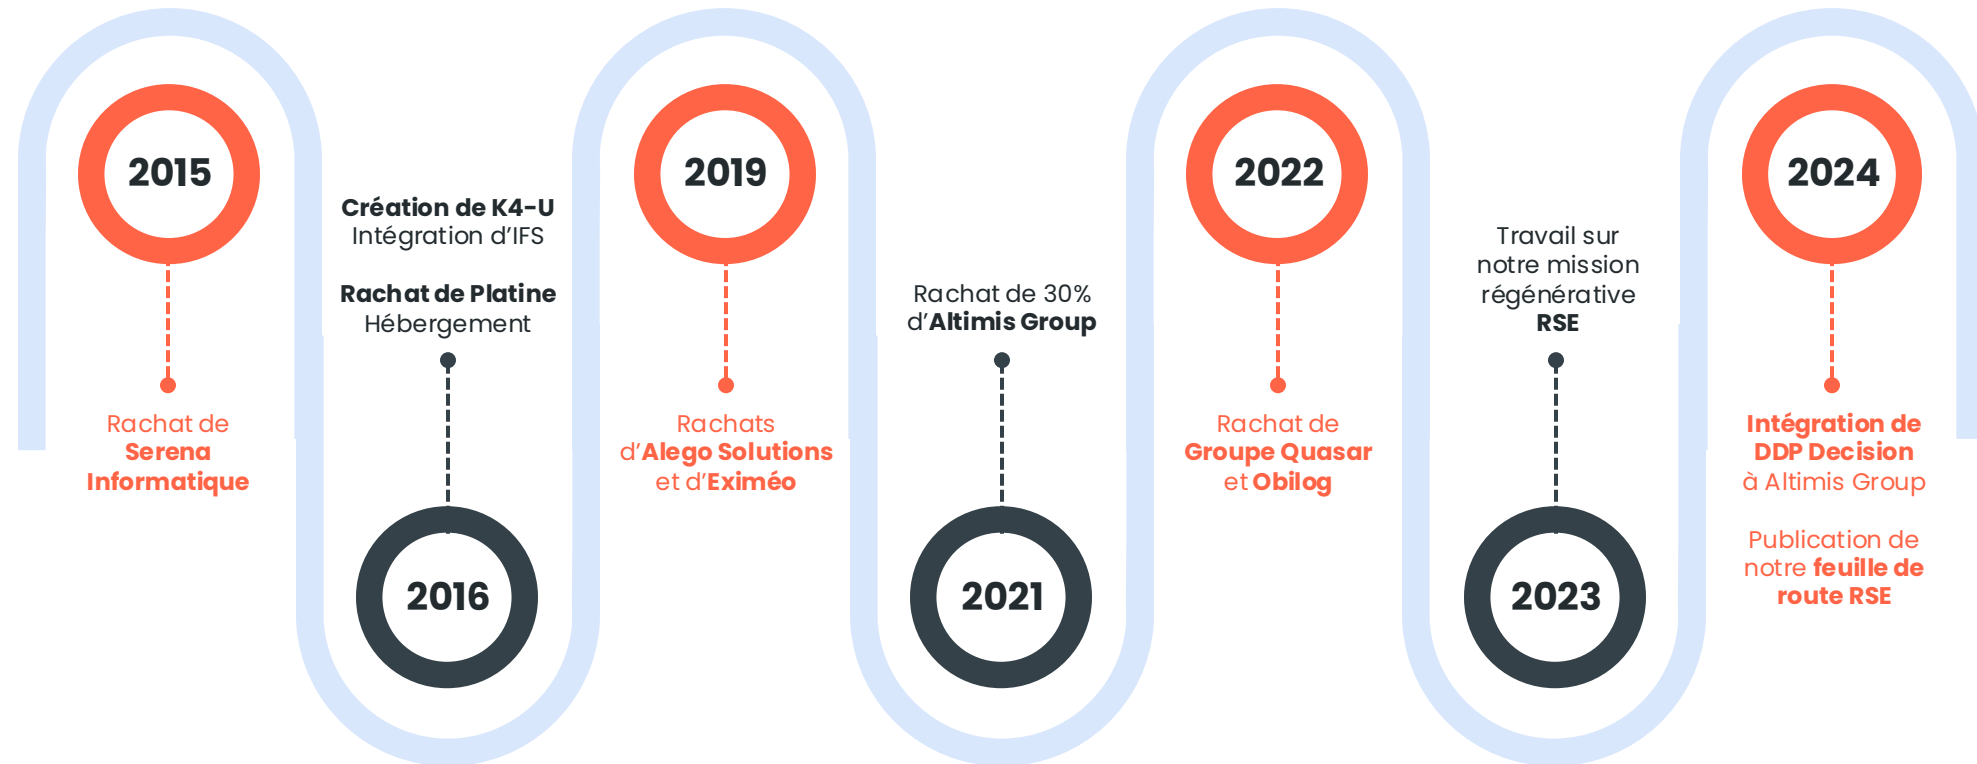 2015
Rachat de
Serena
Informatique
Création de K4-U
Intégration d’IFS
Rachat de Platine
Hébergement
2016
2019
Rachats
d’Alego Solutions
et d’Eximéo
Rachat de 30%
d’Altimis Group
2021
2022
Rachat de
Groupe Quasar
et Obilog
Travail sur
notre mission
régénérative
RSE
2023
2024
Intégration de
DDP Decision
à Altimis Group
Publication de
notre feuille de
route RSE